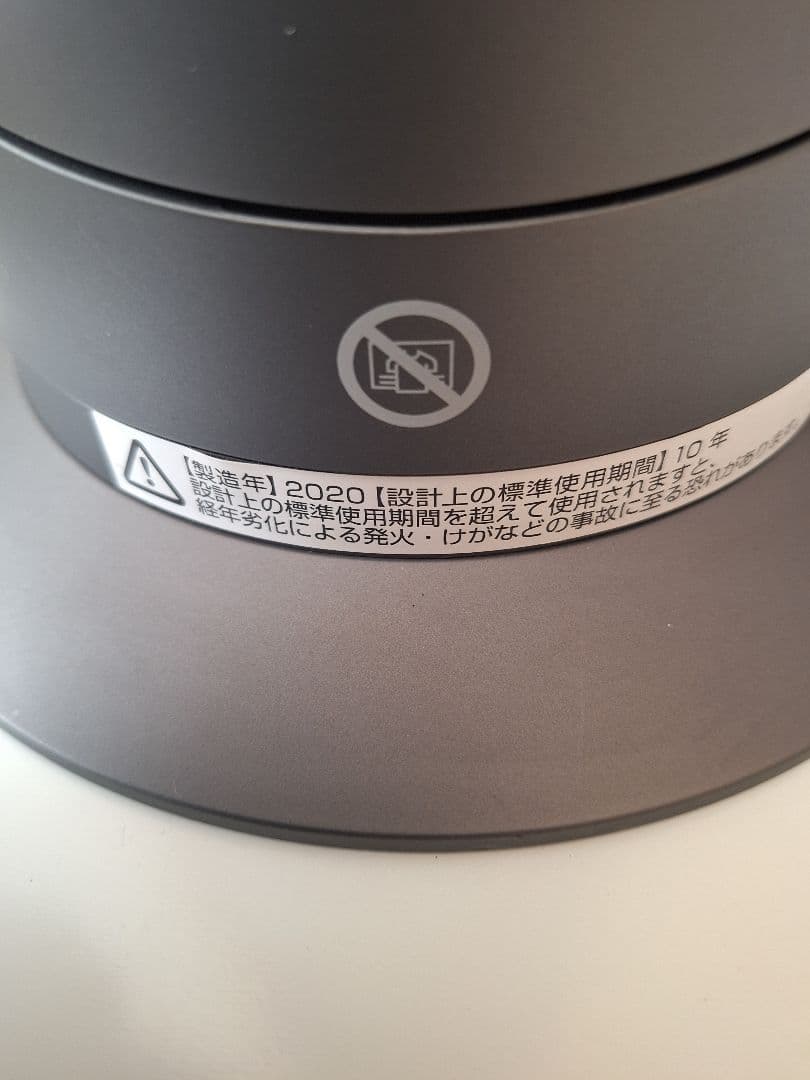 【製造年】2020【設計上の標準使用期間】10年
設計上の標準使用期間を超えて使用されますと、
経年劣化による発火・けがなどの事故に至る恐れがあります